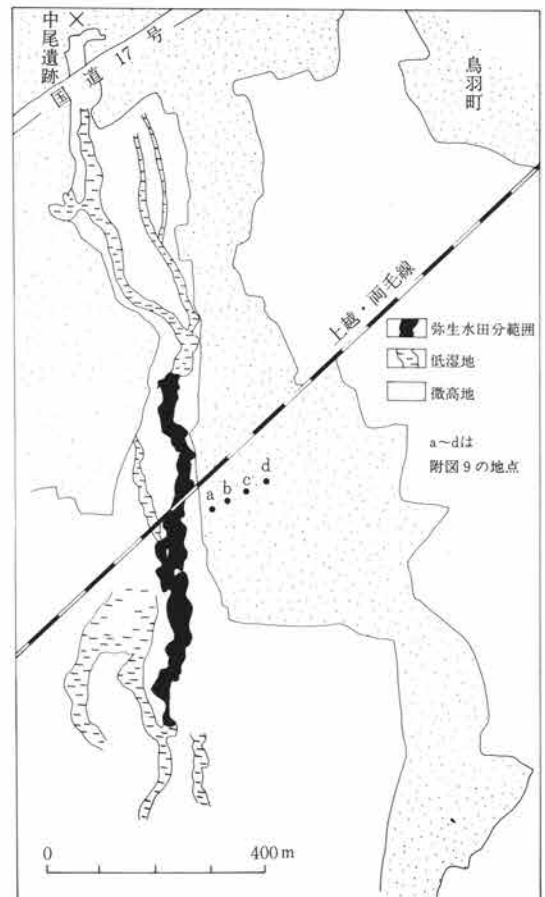 中尾遺跡
国道17号
鳥羽町
上越・両毛線
弥生水田分範囲
低湿地
微高地
a～dは
附図9の地点
a b c d
0 400m